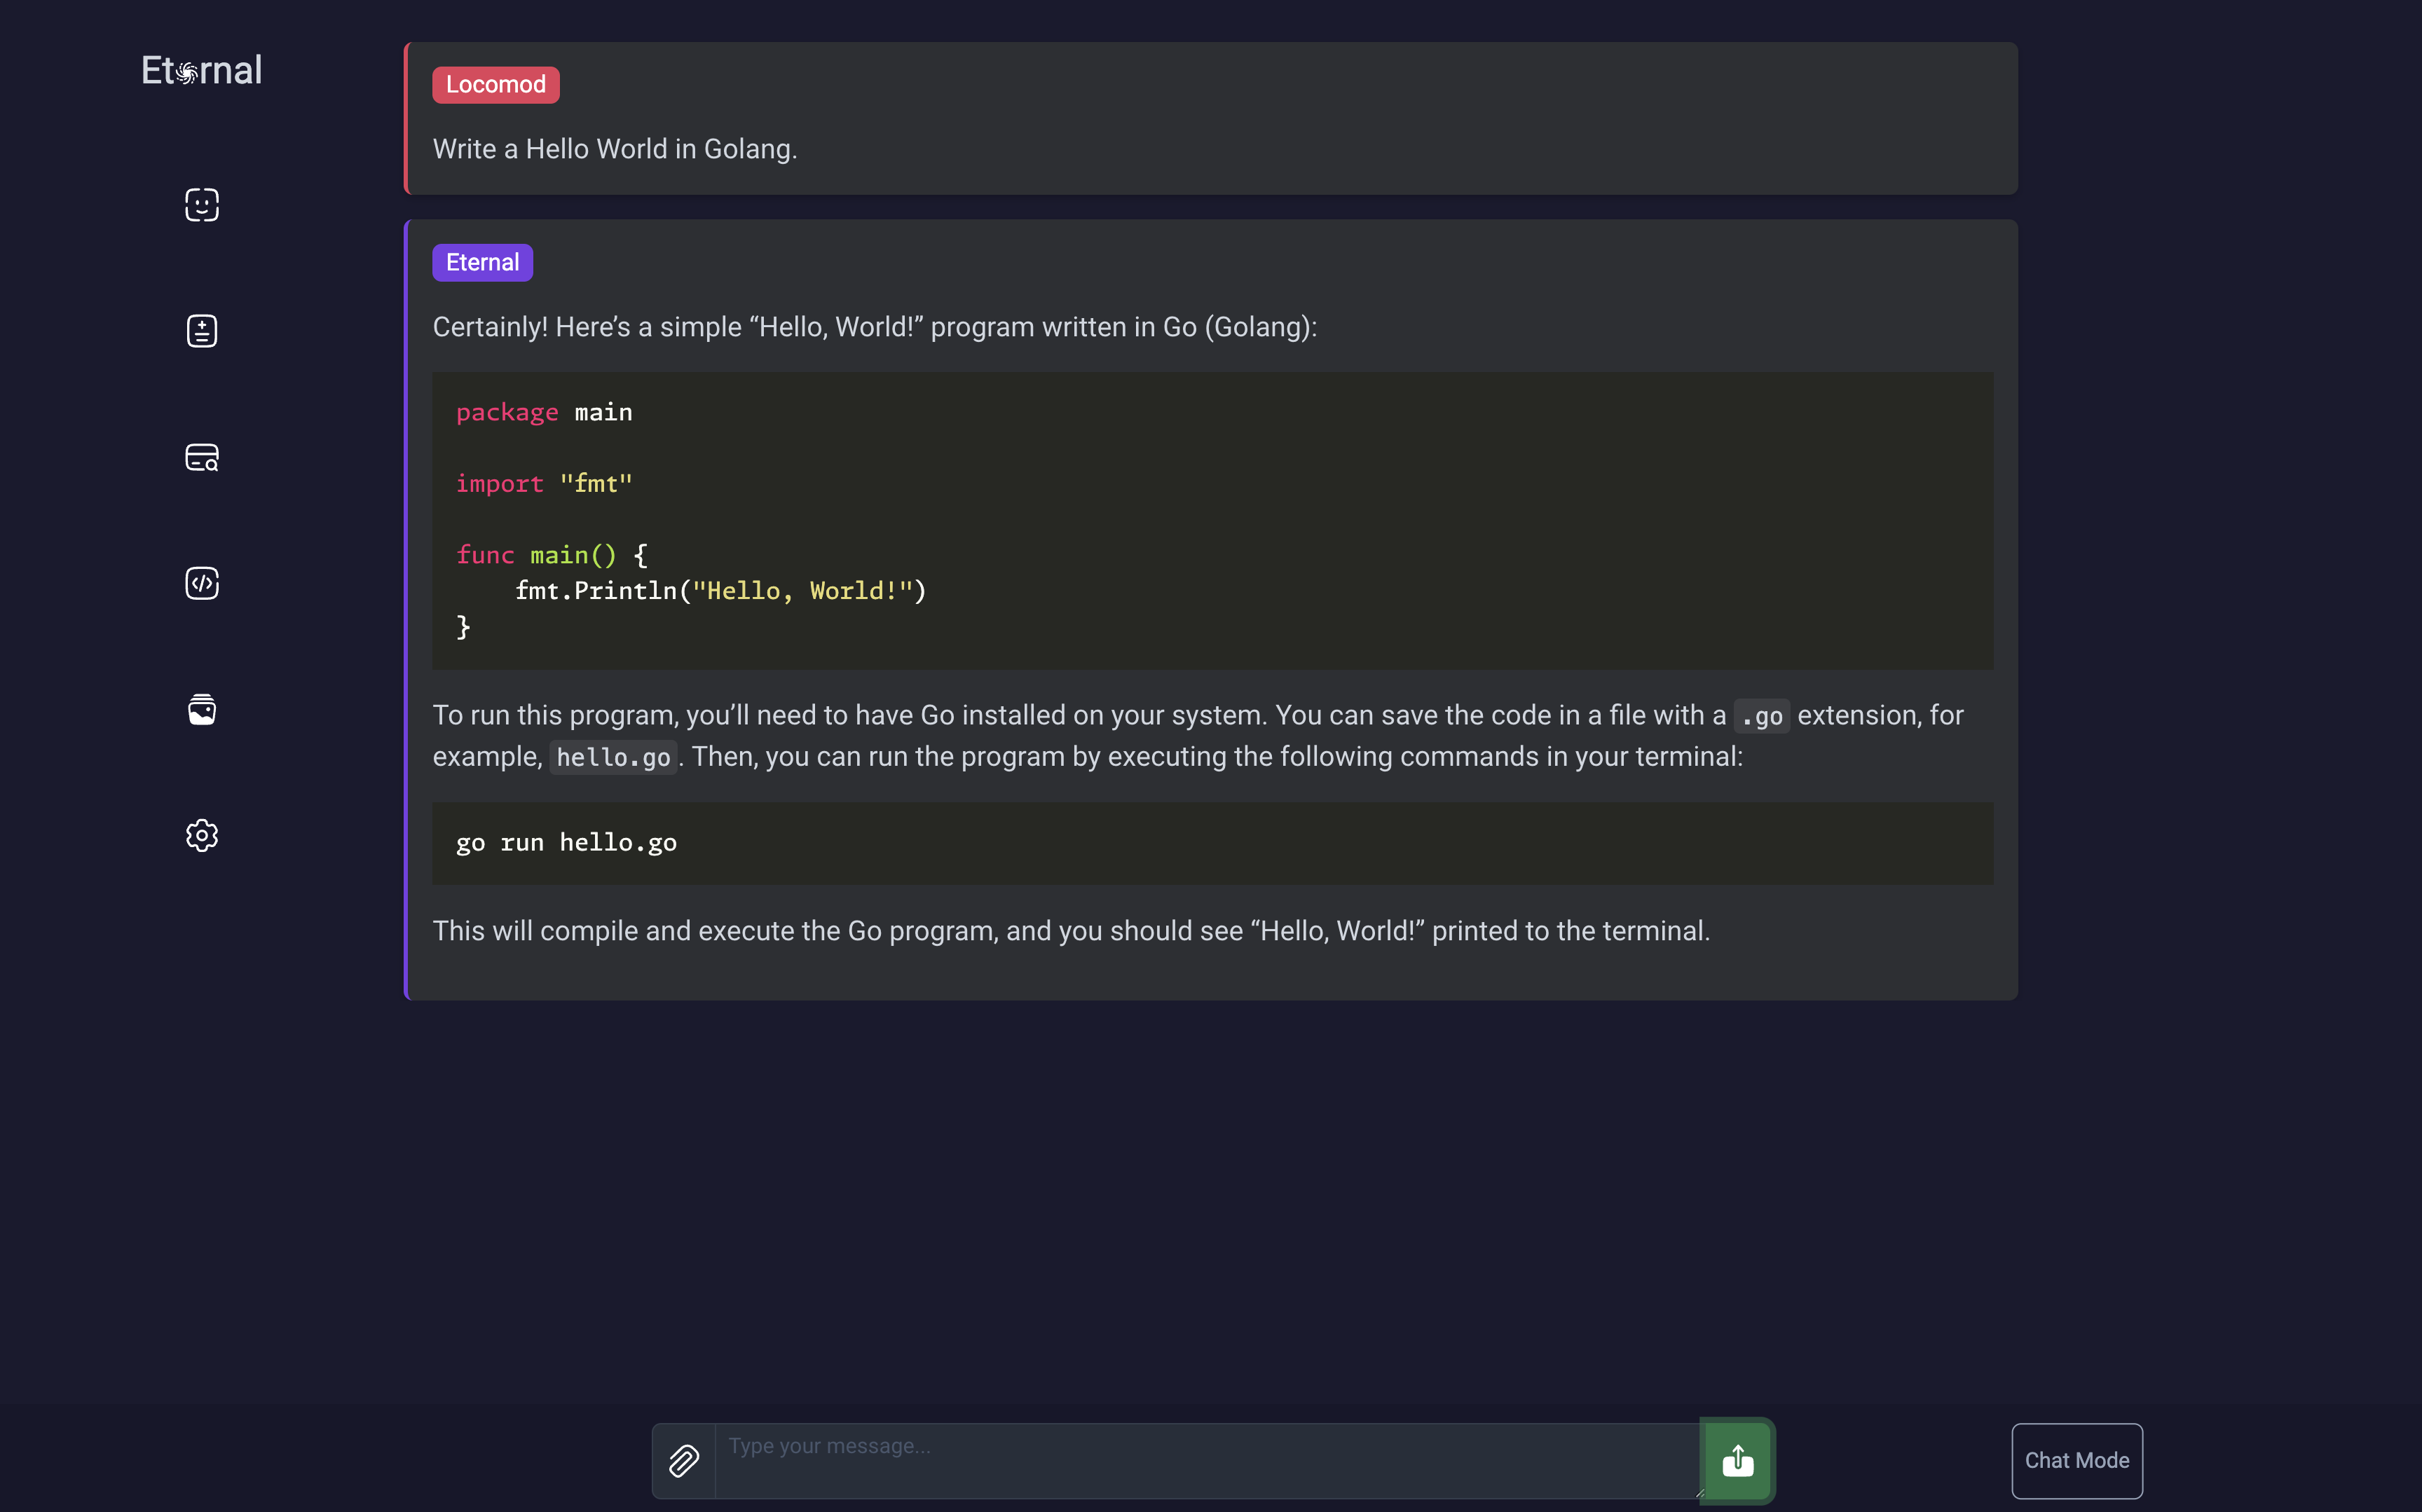 Eternal
Locomod
Write a Hello World in Golang.
Eternal
Certainly! Here’s a simple “Hello, World!” program written in Go (Golang):
package main
import "fmt"
func main() {
    fmt.Println("Hello, World!")
}
To run this program, you’ll need to have Go installed on your system. You can save the code in a file with a .go extension, for
example, hello.go. Then, you can run the program by executing the following commands in your terminal:
go run hello.go
This will compile and execute the Go program, and you should see “Hello, World!” printed to the terminal.
Type your message...
Chat Mode